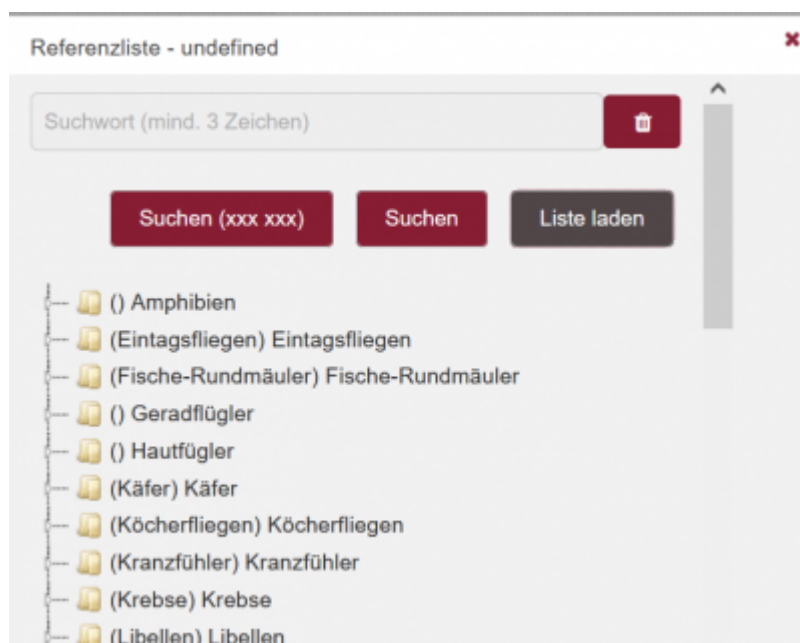 Referenzliste - undefined
Suchwort (mind. 3 Zeichen)
Suchen (xxx xxx) Suchen Liste laden
() Amphibien
(Eintagsfliegen) Eintagsfliegen
(Fische-Rundmäuler) Fische-Rundmäuler
() Geradflügler
() Hautfügler
(Käfer) Käfer
(Köcherfliegen) Köcherfliegen
(Kranzfühler) Kranzfühler
(Krebse) Krebse
(Libellen) Libellen